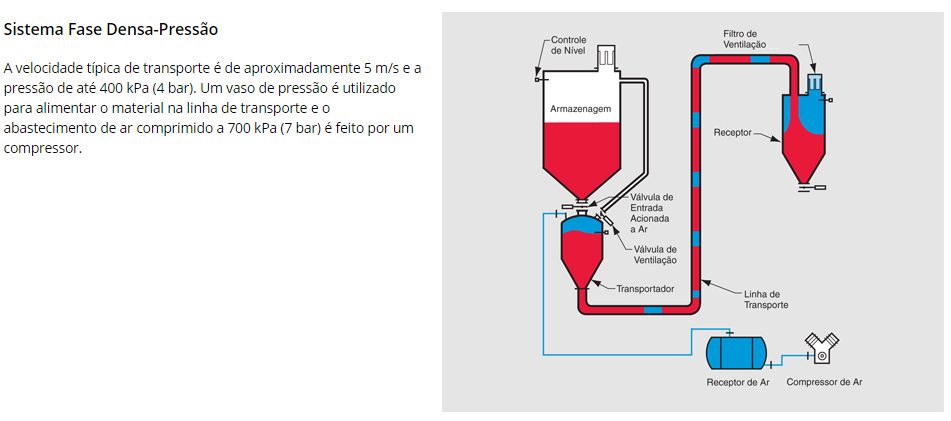 Sistema Fase Densa-Pressão
A velocidade típica de transporte é de aproximadamente 5 m/s e a
pressão de até 400 kPa (4 bar). Um vaso de pressão é utilizado
para alimentar o material na linha de transporte e o
abastecimento de ar comprimido a 700 kPa (7 bar) é feito por um
compressor.
Controle
de Nível
Filtro de
Ventilação
Armazenagem
Receptor
Válvula de
Entrada
Acionada
a Ar
Válvula de
Ventilação
Transportador
Linha de
Transporte
Receptor de Ar
Compressor de Ar